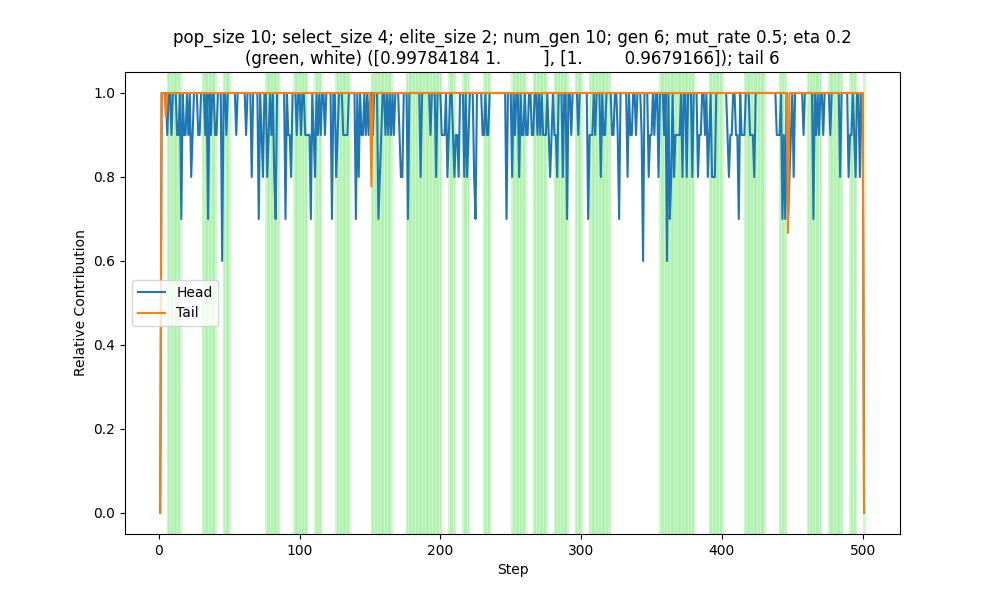 pop_size 10; select_size 4; elite_size 2; num_gen 10; gen 6; mut_rate 0.5; eta 0.2
(green, white) ([0.99784184 1.         ], [1.         0.9679166]); tail 6
1.0
0.8
0.6
0.4
0.2
0.0
Relative Contribution
Head
Tail
0
100
200
300
400
500
Step